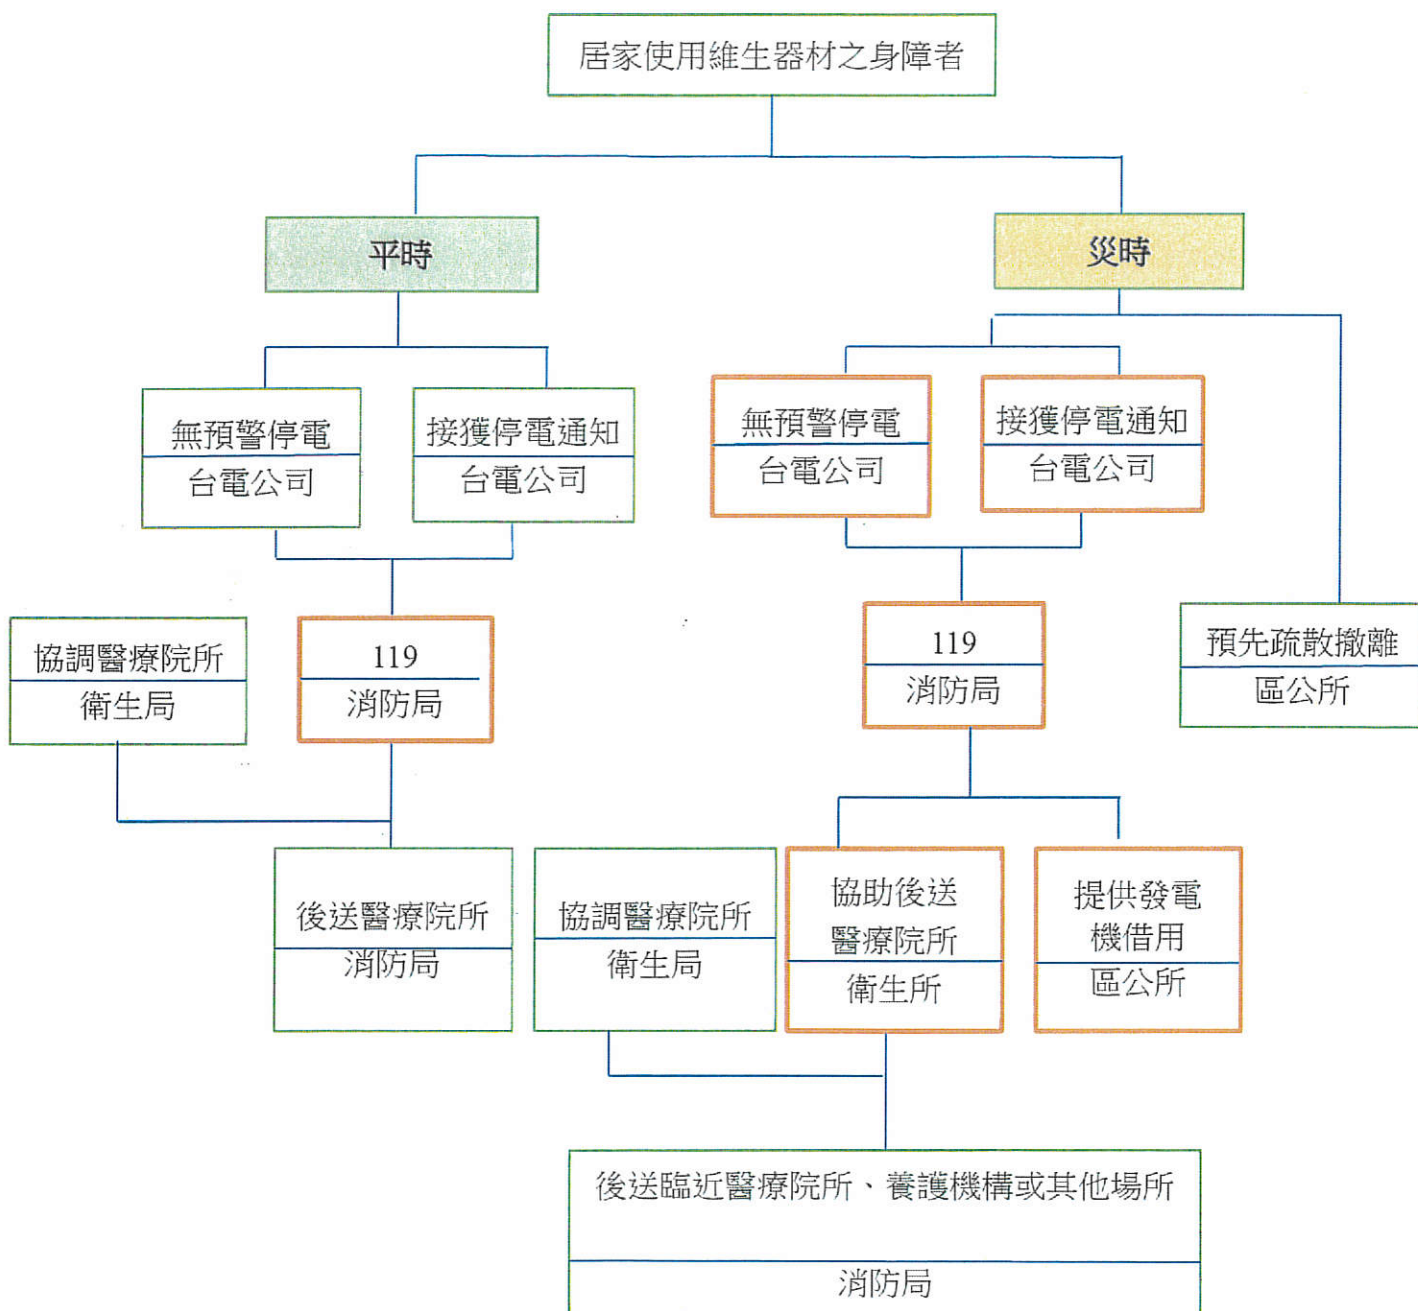 居家使用維生器材之身障者
平時
災時
無預警停電
台電公司
接獲停電通知
台電公司
無預警停電
台電公司
接獲停電通知
台電公司
協調醫療院所
衛生局
119
消防局
119
消防局
預先疏散撤離
區公所
後送醫療院所
消防局
協調醫療院所
衛生局
協助後送
醫療院所
衛生所
提供發電
機借用
區公所
後送臨近醫療院所、養護機構或其他場所
消防局